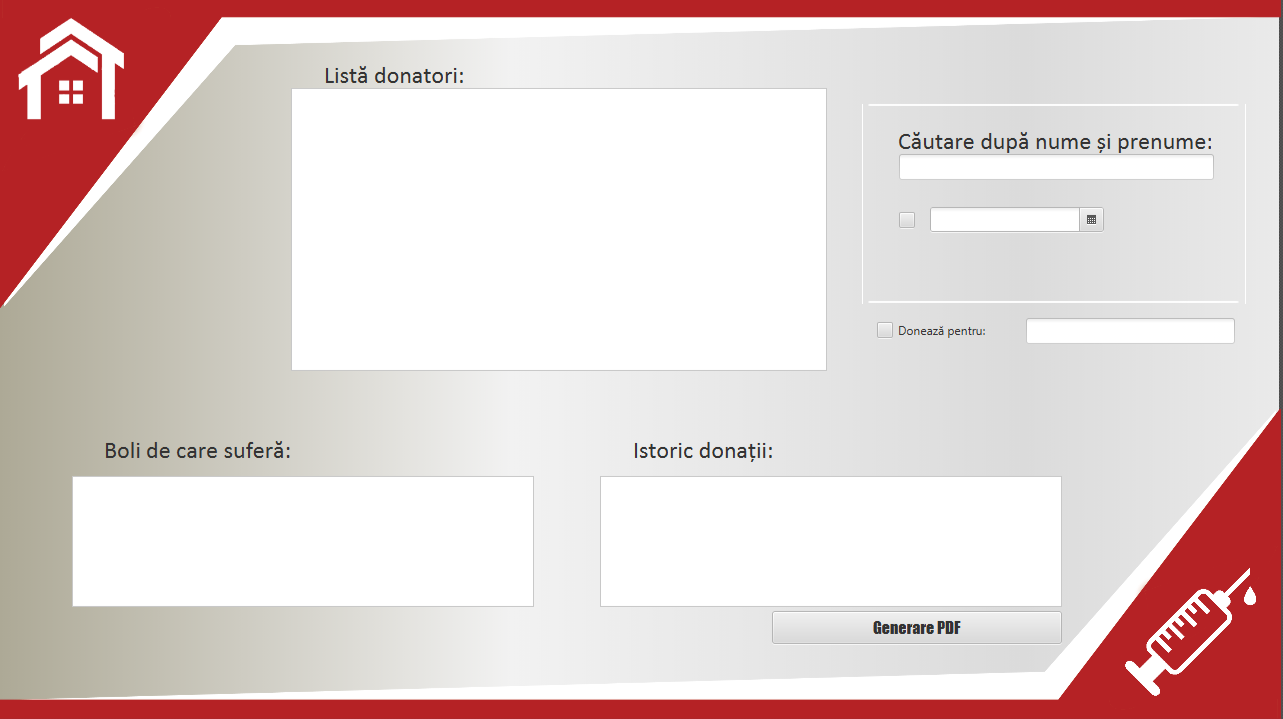 Listă donatori:
Căutare după nume și prenume:
Donează pentru:
Boli de care suferă:
Istoric donații:
Generare PDF